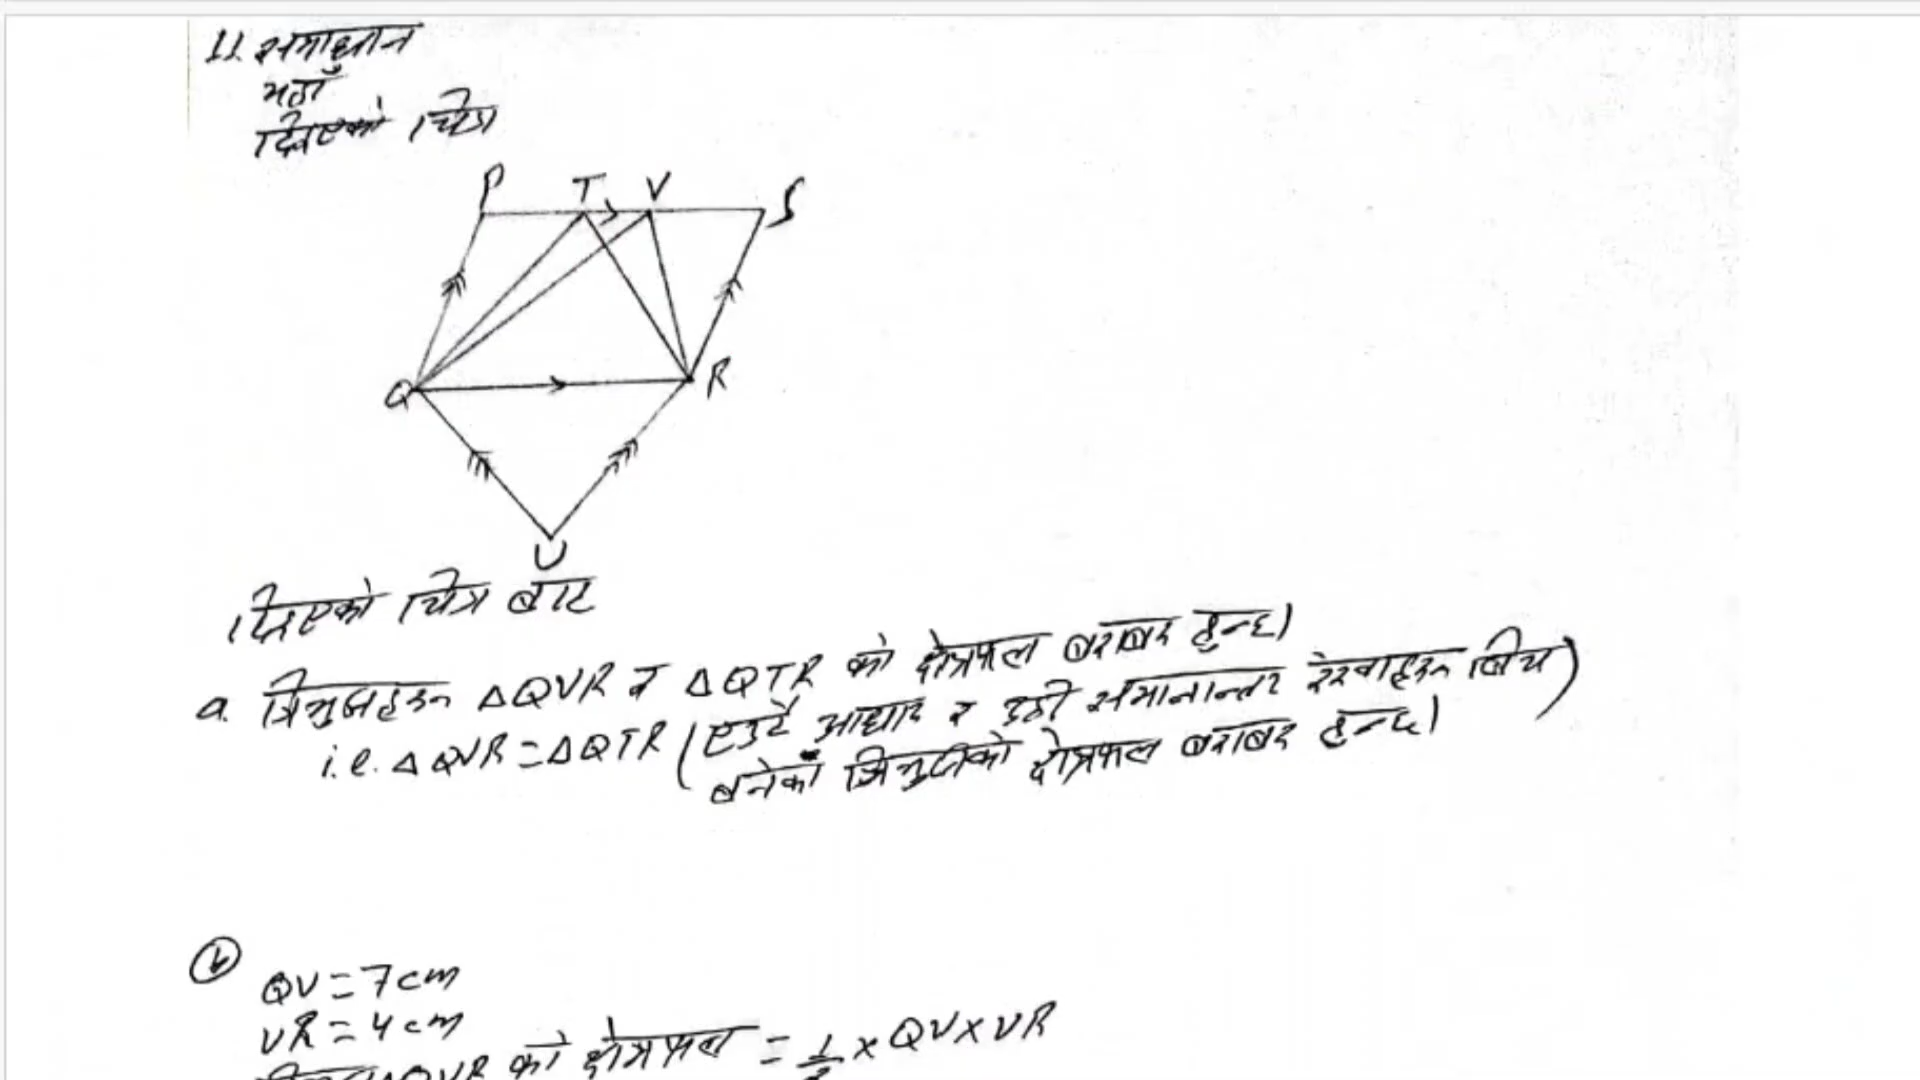 11. समाधान
यहाँ
दिइएको चित्र
P T V S
Q R
U
दिइएको चित्र बाट
a. त्रिभुजहरू △QVR र △QTR को क्षेत्रफल बराबर हुन्छ।
i.e. △QVR = △QTR (एउटै आधार र उही समानान्तर रेखाहरू बिच
बनेका त्रिभुजको क्षेत्रफल बराबर हुन्छ।)
b
QV = 7cm
VR = 4cm
△QVR को क्षेत्रफल = 1/2 × QV × VR